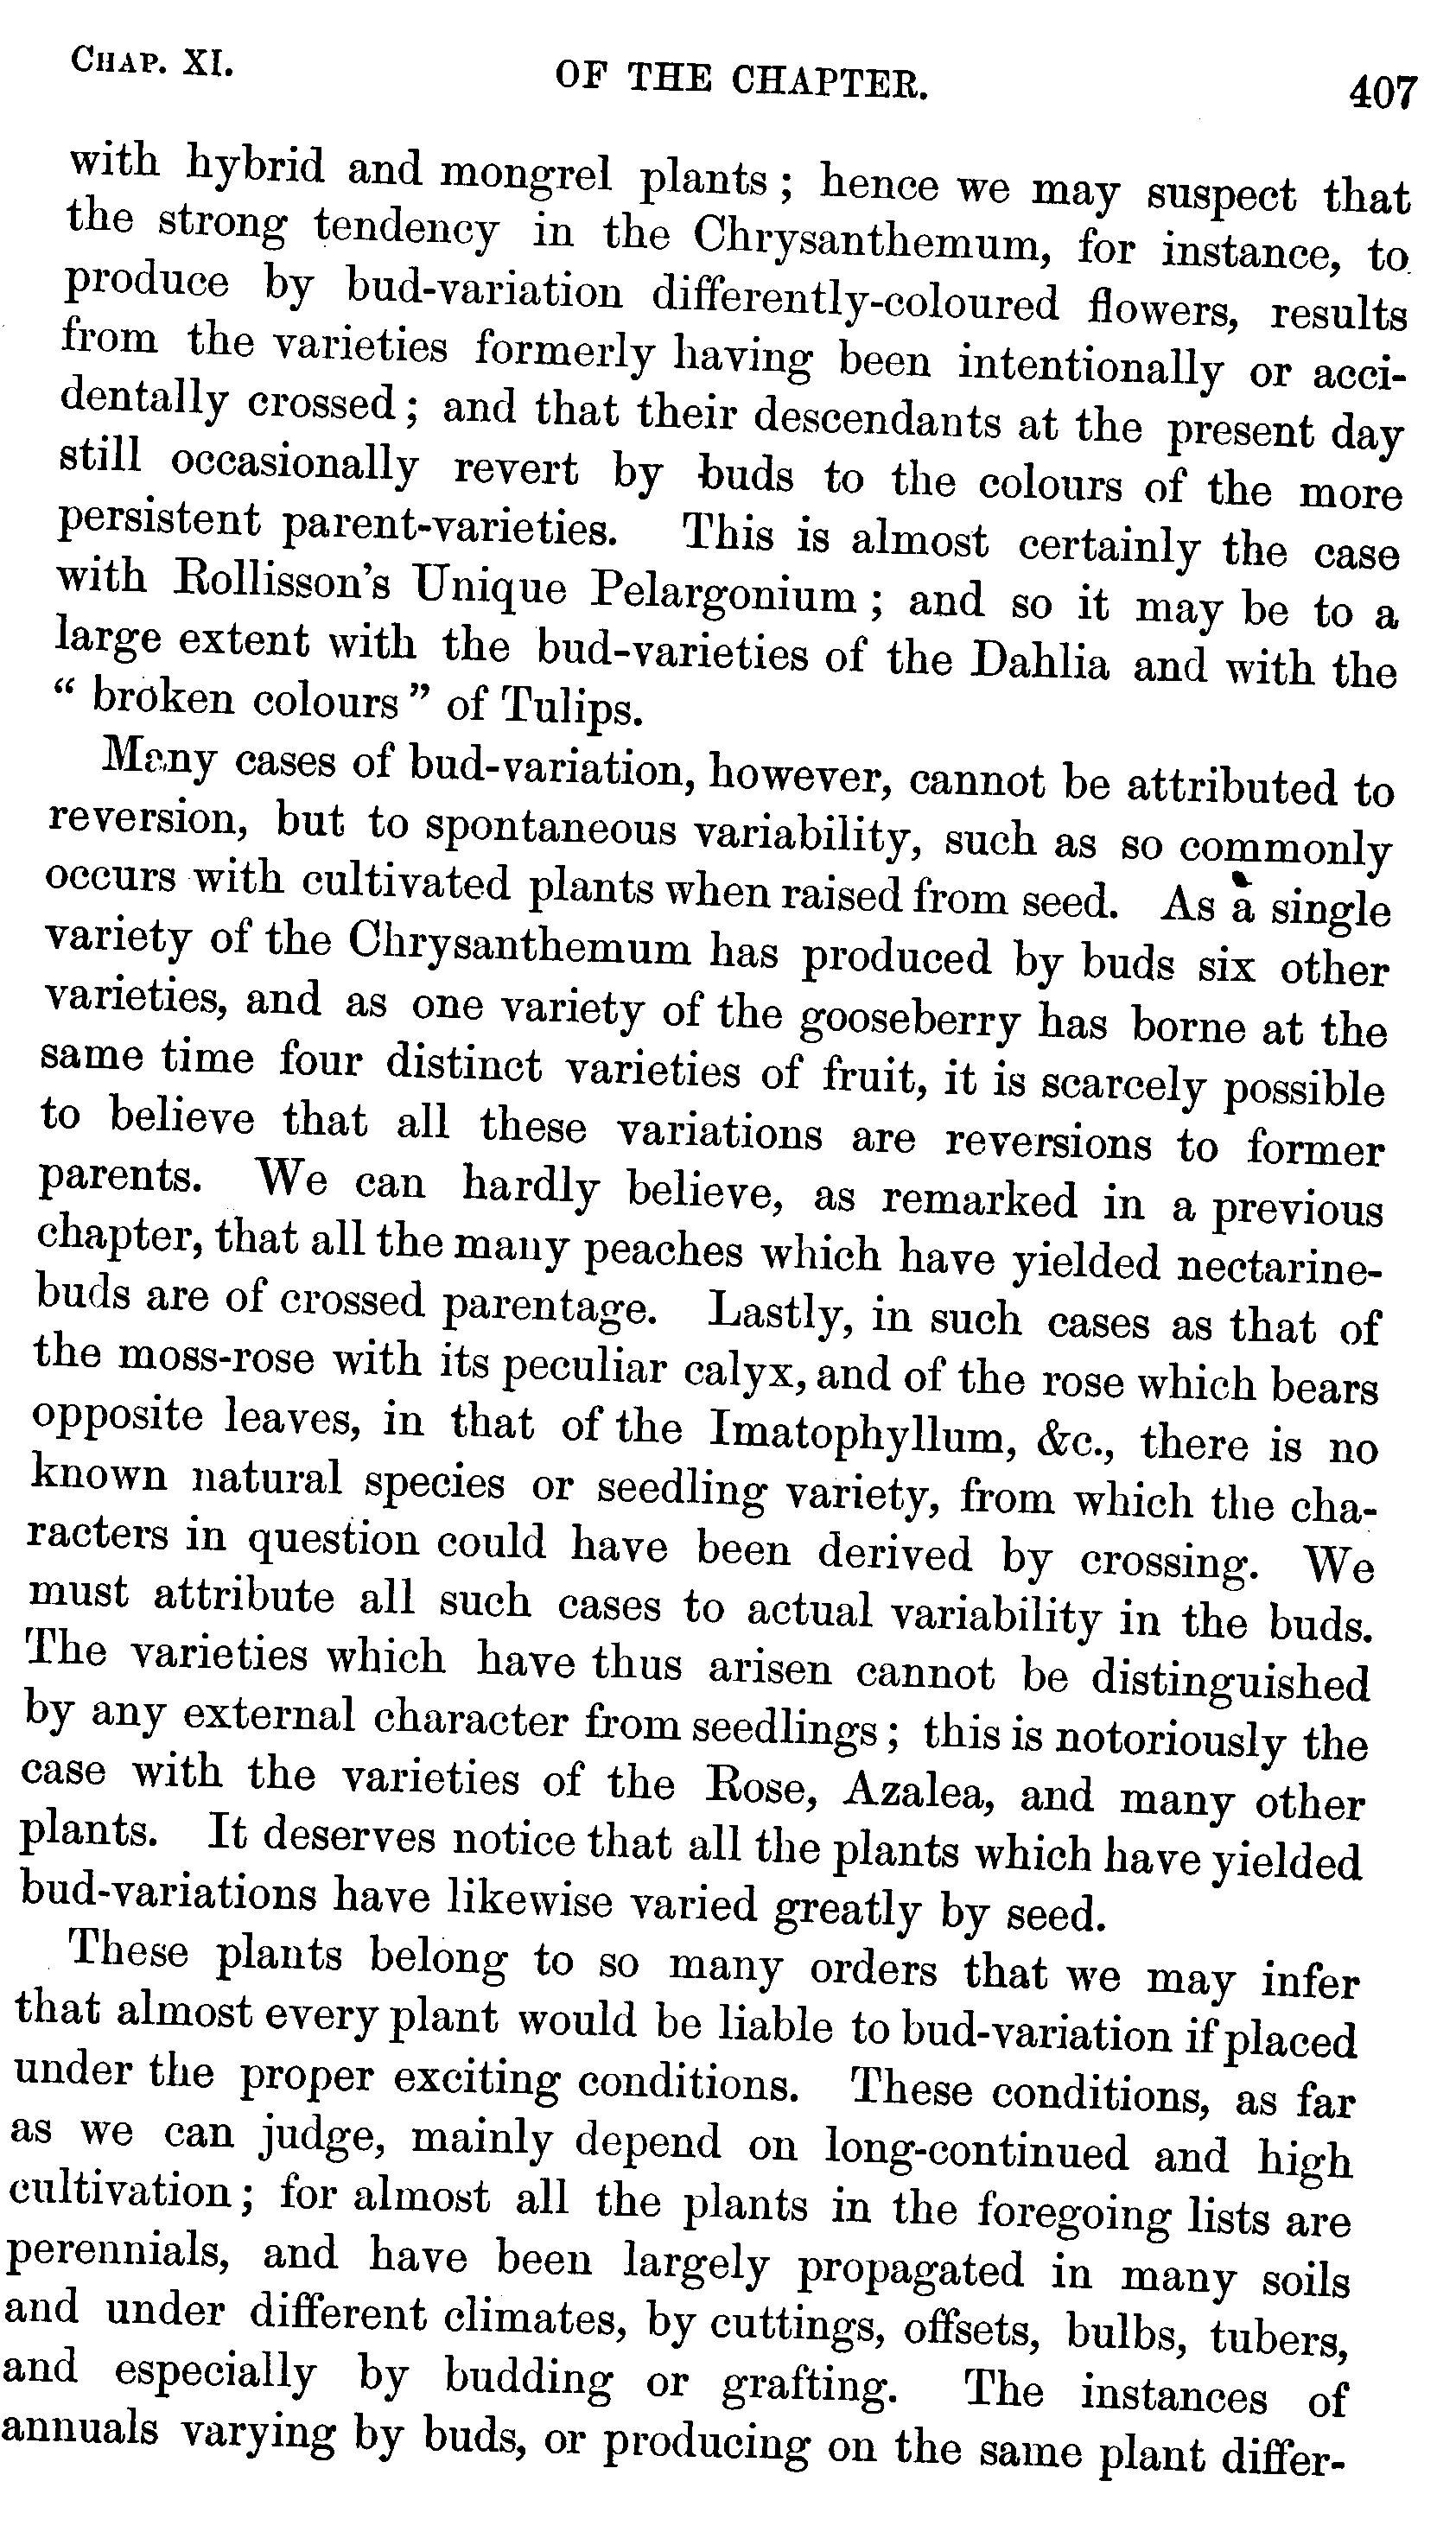 CHAP. XI.
OF THE CHAPTER.
407
with hybrid and mongrel plants; hence we may suspect that
the strong tendency in the Chrysanthemum, for instance, to
produce by bud-variation differently-coloured flowers, results
from the varieties formerly having been intentionally or acci-
dentally crossed; and that their descendants at the present day
still occasionally revert by buds to the colours of the more
persistent parent-varieties. This is almost certainly the case
with Rollisson's Unique Pelargonium; and so it may be to a
large extent with the bud-varieties of the Dahlia and with the
"broken colours" of Tulips.
Many cases of bud-variation, however, cannot be attributed to
reversion, but to spontaneous variability, such as so commonly
occurs with cultivated plants when raised from seed. As a single
variety of the Chrysanthemum has produced by buds six other
varieties, and as one variety of the gooseberry has borne at the
same time four distinct varieties of fruit, it is scarcely possible
to believe that all these variations are reversions to former
parents. We can hardly believe, as remarked in a previous
chapter, that all the many peaches which have yielded nectarine-
buds are of crossed parentage. Lastly, in such cases as that of
the moss-rose with its peculiar calyx, and of the rose which bears
opposite leaves, in that of the Imatophyllum, &c., there is no
known natural species or seedling variety, from which the cha-
racters in question could have been derived by crossing. We
must attribute all such cases to actual variability in the buds.
The varieties which have thus arisen cannot be distinguished
by any external character from seedlings; this is notoriously the
case with the varieties of the Rose, Azalea, and many other
plants. It deserves notice that all the plants which have yielded
bud-variations have likewise varied greatly by seed.
These plants belong to so many orders that we may infer
that almost every plant would be liable to bud-variation if placed
under the proper exciting conditions. These conditions, as far
as we can judge, mainly depend on long-continued and high
cultivation; for almost all the plants in the foregoing lists are
perennials, and have been largely propagated in many soils
and under different climates, by cuttings, offsets, bulbs, tubers,
and especially by budding or grafting. The instances of
annuals varying by buds, or producing on the same plant differ-